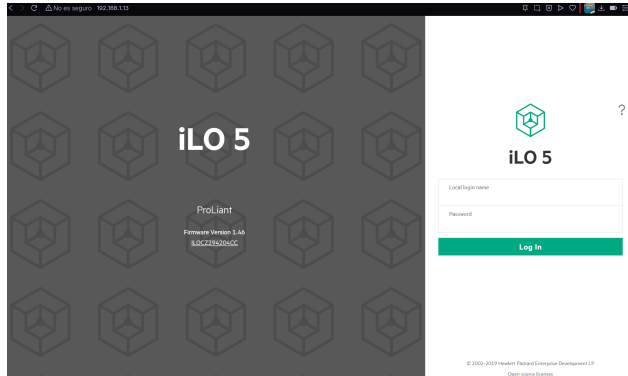 No es seguro 192.168.1.13
iLO 5
ProLiant
Firmware Version 1.46
ILOCZ294204CC
?
iLO 5
Local login name
Password
Log In
© 2002-2019 Hewlett Packard Enterprise Development LP
Open source licenses